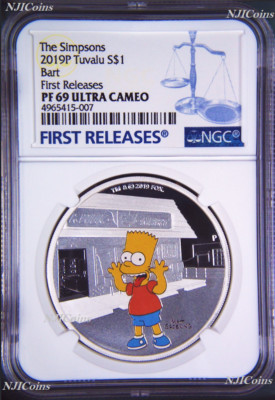 NJICoins
NJICoins
The Simpsons
2019P Tuvalu S$1
Bart
First Releases
PF 69 ULTRA CAMEO
4965415-007
FIRST RELEASES®
NGC®
P
NJICoins
NJICoins